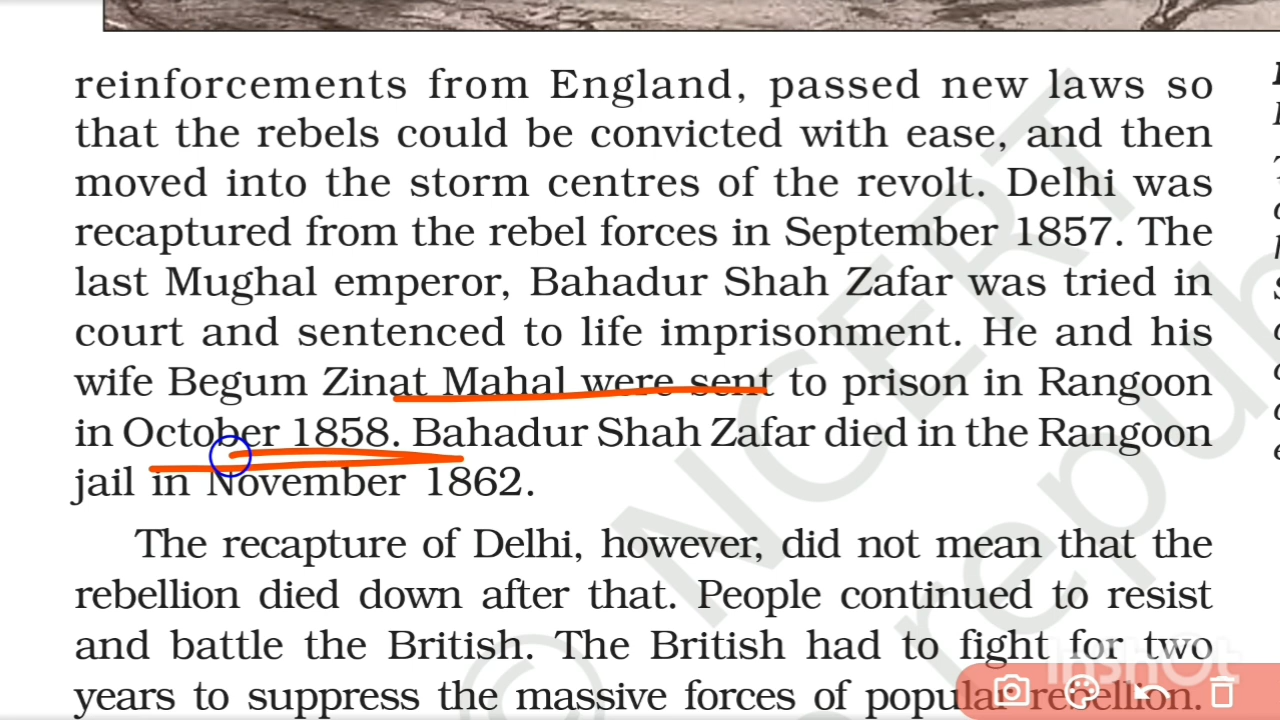 reinforcements from England, passed new laws so
that the rebels could be convicted with ease, and then
moved into the storm centres of the revolt. Delhi was
recaptured from the rebel forces in September 1857. The
last Mughal emperor, Bahadur Shah Zafar was tried in
court and sentenced to life imprisonment. He and his
wife Begum Zinat Mahal were sent to prison in Rangoon
in October 1858. Bahadur Shah Zafar died in the Rangoon
jail in November 1862.
The recapture of Delhi, however, did not mean that the
rebellion died down after that. People continued to resist
and battle the British. The British had to fight for two
years to suppress the massive forces of popular rebellion.
© NCERT
republ
InShOt